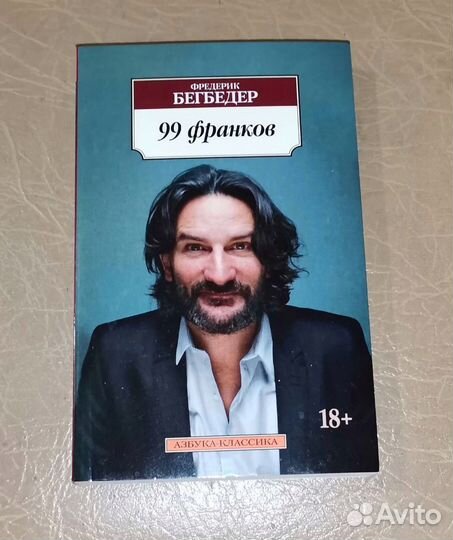 ФРЕДЕРИК
БЕГБЕДЕР
99 франков
18+
АЗБУКА-КЛАССИКА
Avito